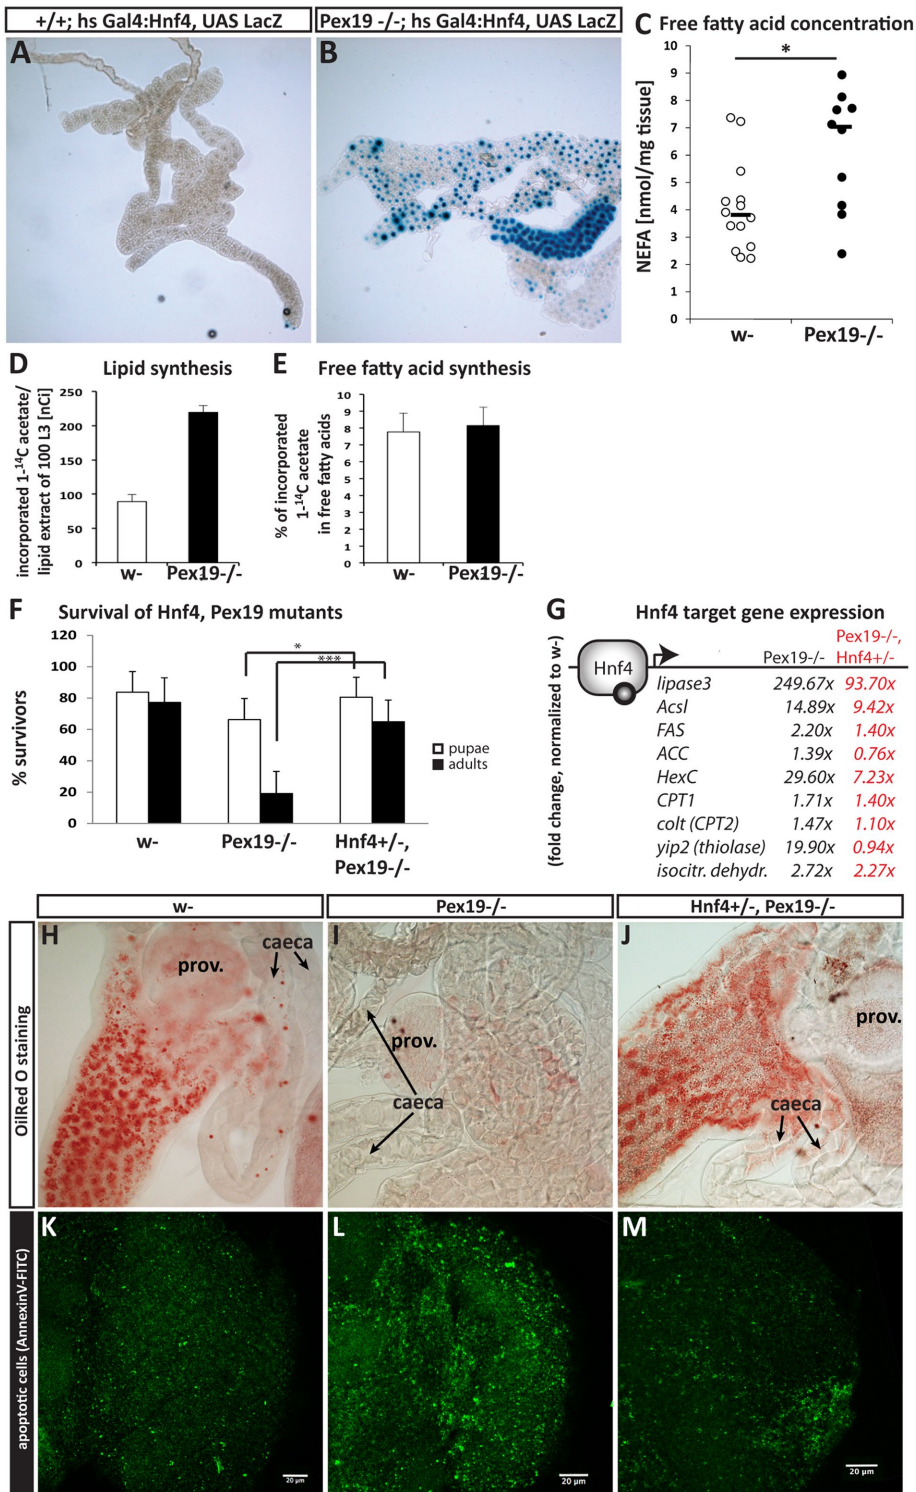 +/+; hs Gal4:Hnf4, UAS LacZ
Pex19 -/-; hs Gal4:Hnf4, UAS LacZ
A
B
C
Free fatty acid concentration
10
9
8
7
6
5
4
3
2
1
0
NEFA [nmol/mg tissue]
*
w-
Pex19-/-
D
Lipid synthesis
250
200
150
100
50
0
incorporated 1-¹⁴C acetate/
lipid extract of 100 L3 [nCi]
w-
Pex19-/-
E
Free fatty acid synthesis
10
9
8
7
6
5
4
3
2
1
0
% of incorporated
1-¹⁴C acetate
in free fatty acids
w-
Pex19-/-
F
Survival of Hnf4, Pex19 mutants
120
100
80
60
40
20
0
% survivors
*
***
pupae
adults
w-
Pex19-/-
Hnf4+/-,
Pex19-/-
G
Hnf4 target gene expression
(fold change, normalized to w-)
Hnf4
Pex19-/-
Pex19-/-,
Hnf4+/-
lipase3 249.67x 93.70x
Acsl 14.89x 9.42x
FAS 2.20x 1.40x
ACC 1.39x 0.76x
HexC 29.60x 7.23x
CPT1 1.71x 1.40x
colt (CPT2) 1.47x 1.10x
yip2 (thiolase) 19.90x 0.94x
isocitr. dehydr. 2.72x 2.27x
w-
Pex19-/-
Hnf4+/-, Pex19-/-
OilRed O staining
H
prov.
caeca
I
prov.
caeca
J
prov.
caeca
apoptotic cells (AnnexinV-FITC)
K
20 µm
L
20 µm
M
20 µm